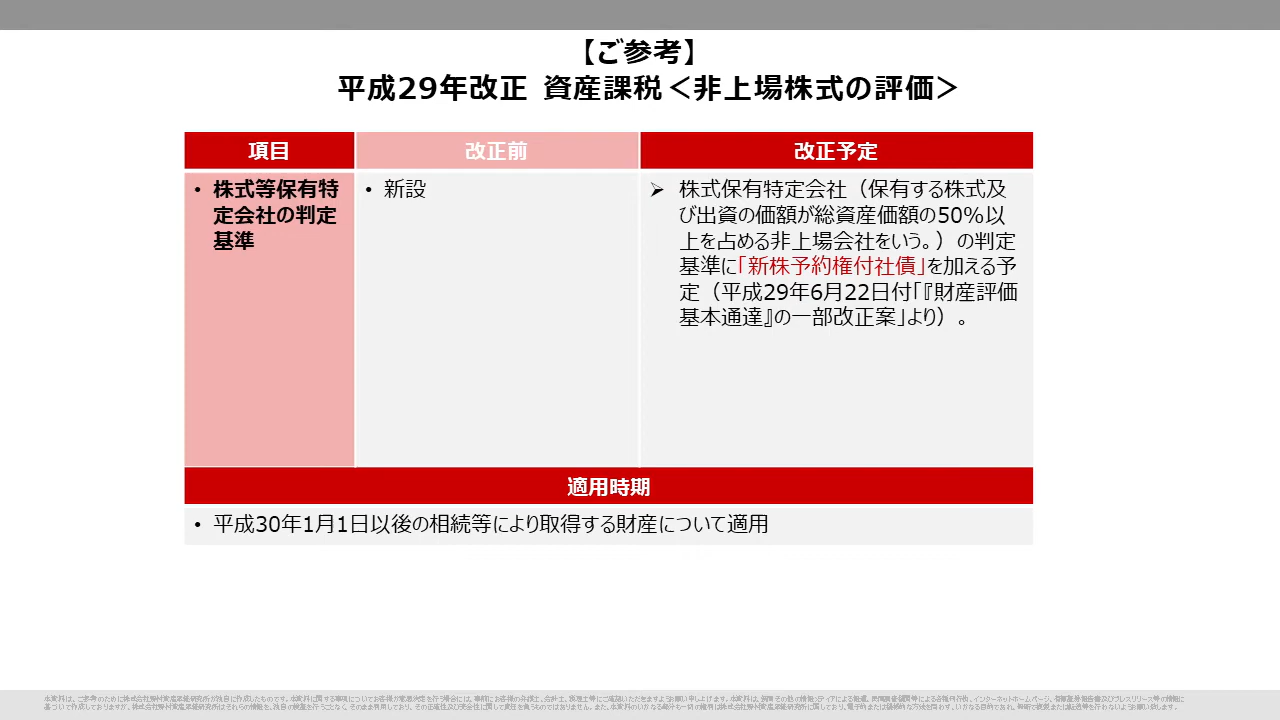 【ご参考】
平成29年改正 資産課税＜非上場株式の評価＞
項目
改正前
改正予定
• 株式等保有特
定会社の判定
基準
• 新設
➢ 株式保有特定会社（保有する株式及
び出資の価額が総資産価額の50％以
上を占める非上場会社をいう。）の判定
基準に「新株予約権付社債」を加える予
定（平成29年6月22日付「『財産評価
基本通達』の一部改正案」より）。
適用時期
• 平成30年1月1日以後の相続等により取得する財産について適用